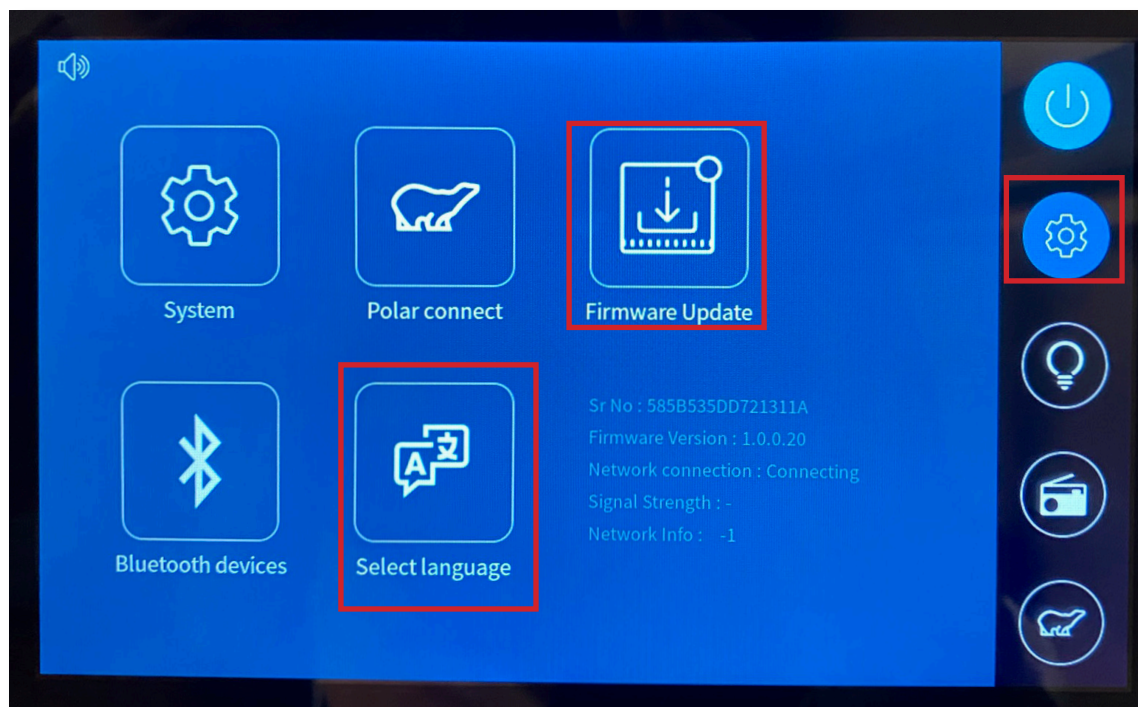 System
Polar connect
Firmware Update
A 文
Bluetooth devices
Select language
Sr No : 585B535DD721311A
Firmware Version : 1.0.0.20
Network connection : Connecting
Signal Strength : -
Network Info : -1